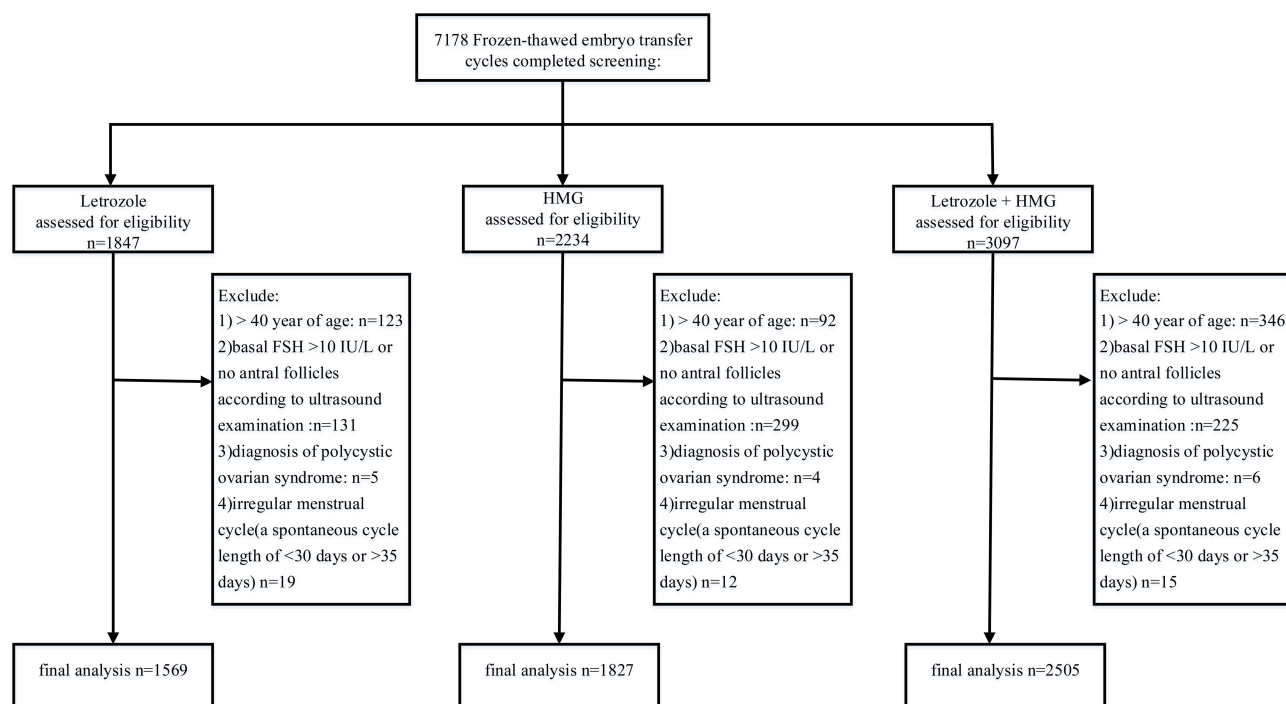 7178 Frozen-thawed embryo transfer
cycles completed screening:
Letrozole
assessed for eligibility
n=1847
HMG
assessed for eligibility
n=2234
Letrozole + HMG
assessed for eligibility
n=3097
Exclude:
1) > 40 year of age: n=123
2)basal FSH >10 IU/L or
no antral follicles
according to ultrasound
examination :n=131
3)diagnosis of polycystic
ovarian syndrome: n=5
4)irregular menstrual
cycle(a spontaneous cycle
length of <30 days or >35
days) n=19
Exclude:
1) > 40 year of age: n=92
2)basal FSH >10 IU/L or
no antral follicles
according to ultrasound
examination :n=299
3)diagnosis of polycystic
ovarian syndrome: n=4
4)irregular menstrual
cycle(a spontaneous cycle
length of <30 days or >35
days) n=12
Exclude:
1) > 40 year of age: n=346
2)basal FSH >10 IU/L or
no antral follicles
according to ultrasound
examination :n=225
3)diagnosis of polycystic
ovarian syndrome: n=6
4)irregular menstrual
cycle(a spontaneous cycle
length of <30 days or >35
days) n=15
final analysis n=1569
final analysis n=1827
final analysis n=2505